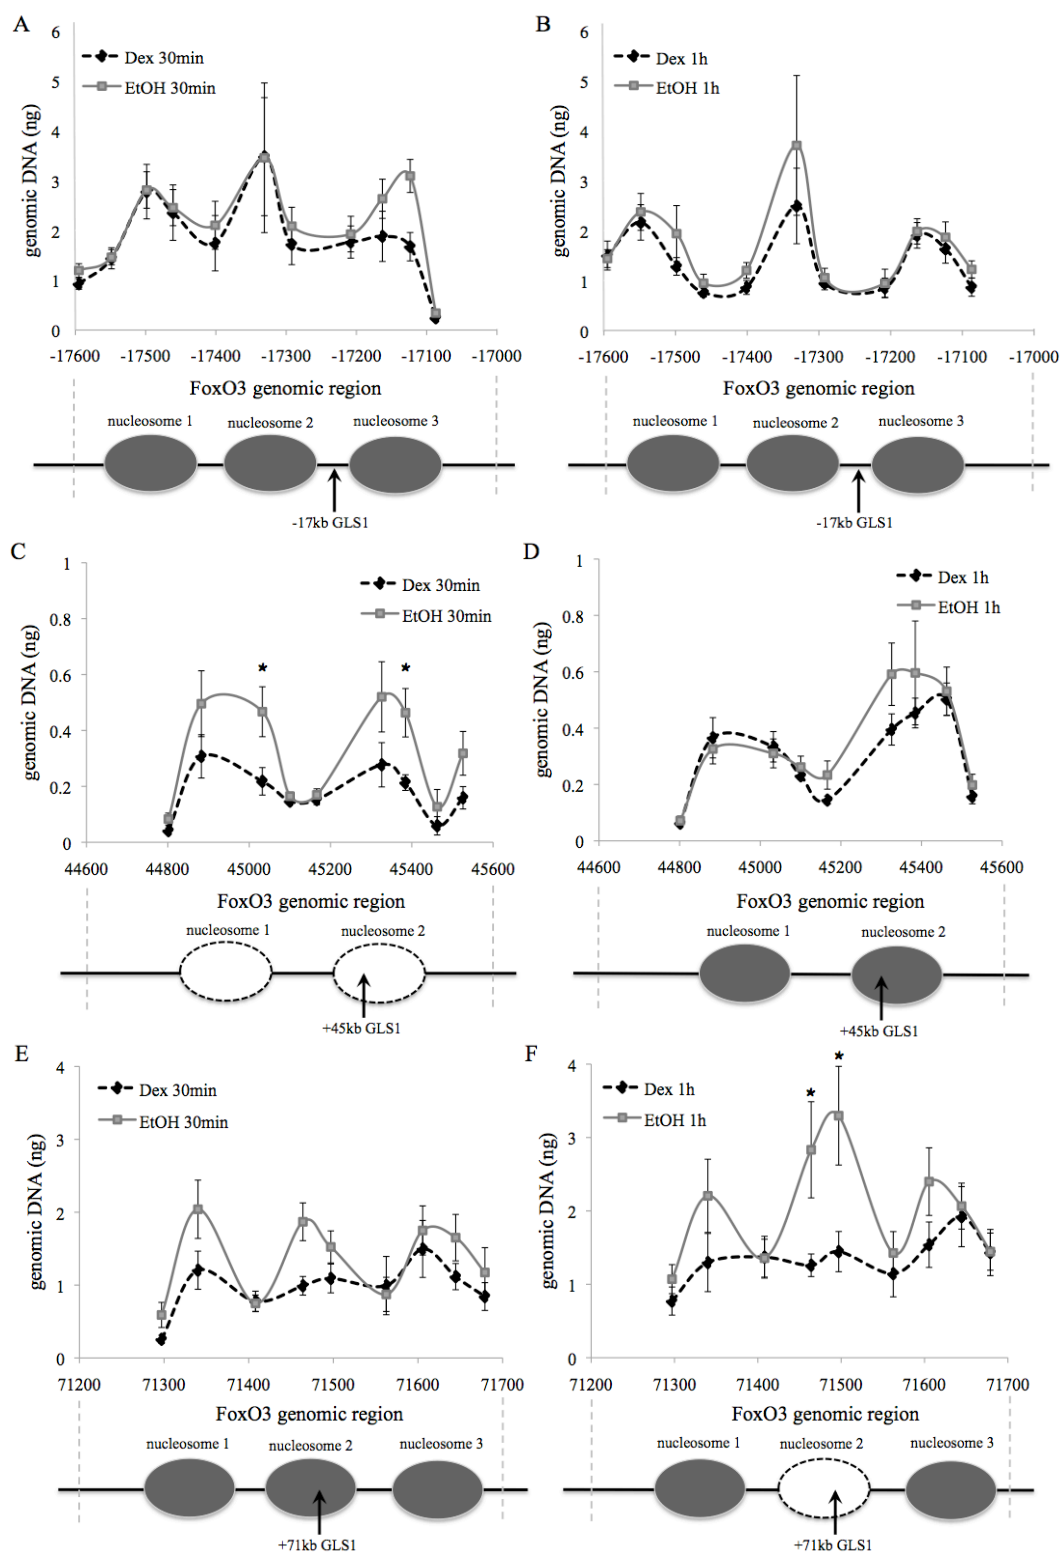 A
B
6
5
4
3
2
1
0
genomic DNA (ng)
Dex 30min
EtOH 30min
-17600 -17500 -17400 -17300 -17200 -17100 -17000
FoxO3 genomic region
nucleosome 1 nucleosome 2 nucleosome 3
-17kb GLS1
6
5
4
3
2
1
0
genomic DNA (ng)
Dex 1h
EtOH 1h
-17600 -17500 -17400 -17300 -17200 -17100 -17000
FoxO3 genomic region
nucleosome 1 nucleosome 2 nucleosome 3
-17kb GLS1
C
D
1
0.8
0.6
0.4
0.2
0
genomic DNA (ng)
Dex 30min
EtOH 30min
*
*
44600 44800 45000 45200 45400 45600
FoxO3 genomic region
nucleosome 1 nucleosome 2
+45kb GLS1
1
0.8
0.6
0.4
0.2
0
genomic DNA (ng)
Dex 1h
EtOH 1h
44600 44800 45000 45200 45400 45600
FoxO3 genomic region
nucleosome 1 nucleosome 2
+45kb GLS1
E
F
4
3
2
1
0
genomic DNA (ng)
Dex 30min
EtOH 30min
71200 71300 71400 71500 71600 71700
FoxO3 genomic region
nucleosome 1 nucleosome 2 nucleosome 3
+71kb GLS1
4
3
2
1
0
genomic DNA (ng)
Dex 1h
EtOH 1h
*
*
71200 71300 71400 71500 71600 71700
FoxO3 genomic region
nucleosome 1 nucleosome 2 nucleosome 3
+71kb GLS1